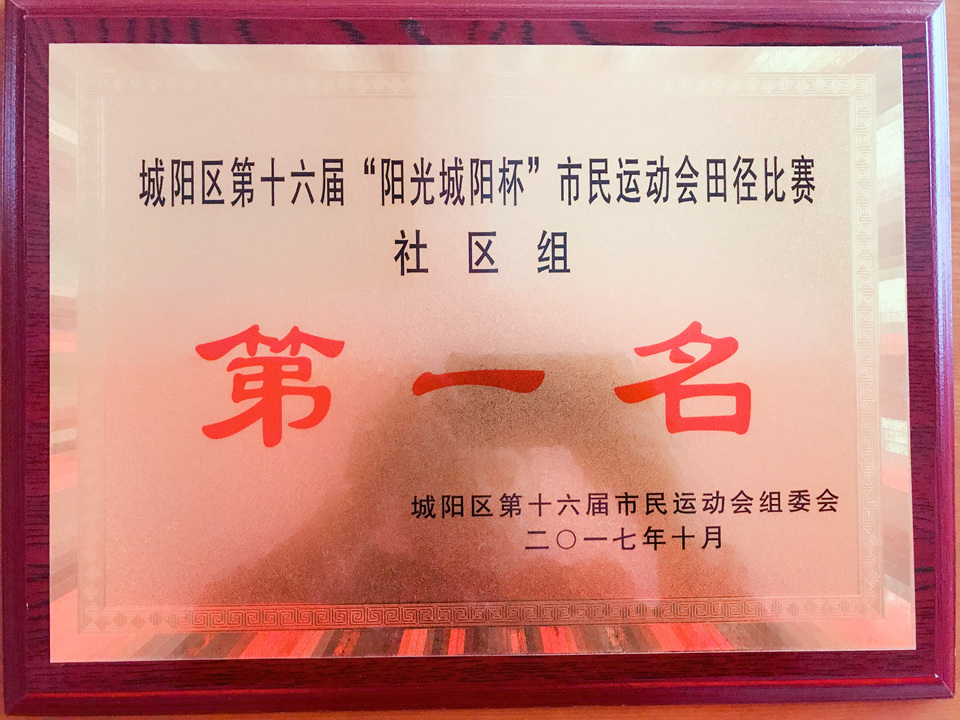 城阳区第十六届“阳光城阳杯”市民运动会田径比赛
社区组
第一名
城阳区第十六届市民运动会组委会
二〇一七年十月